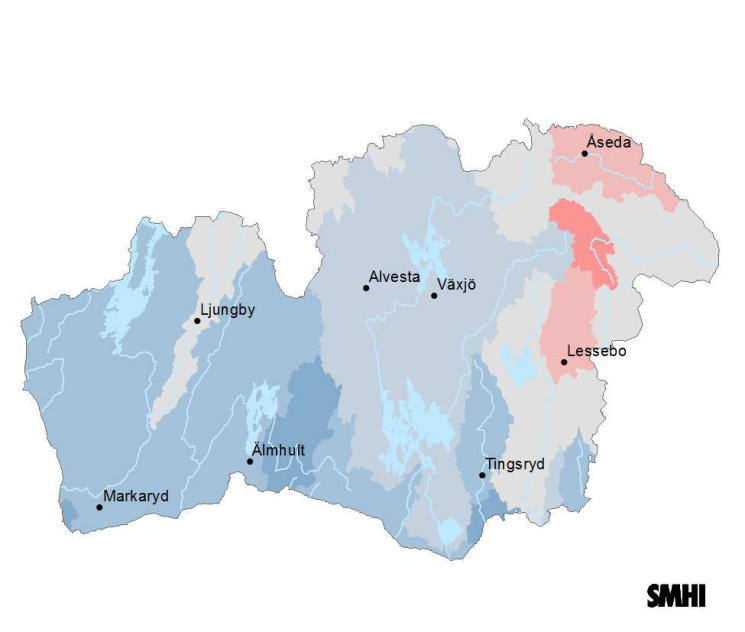 Åseda
Alvesta
Växjö
Ljungby
Lessebo
Älmhult
Tingsryd
Markaryd
SMHI